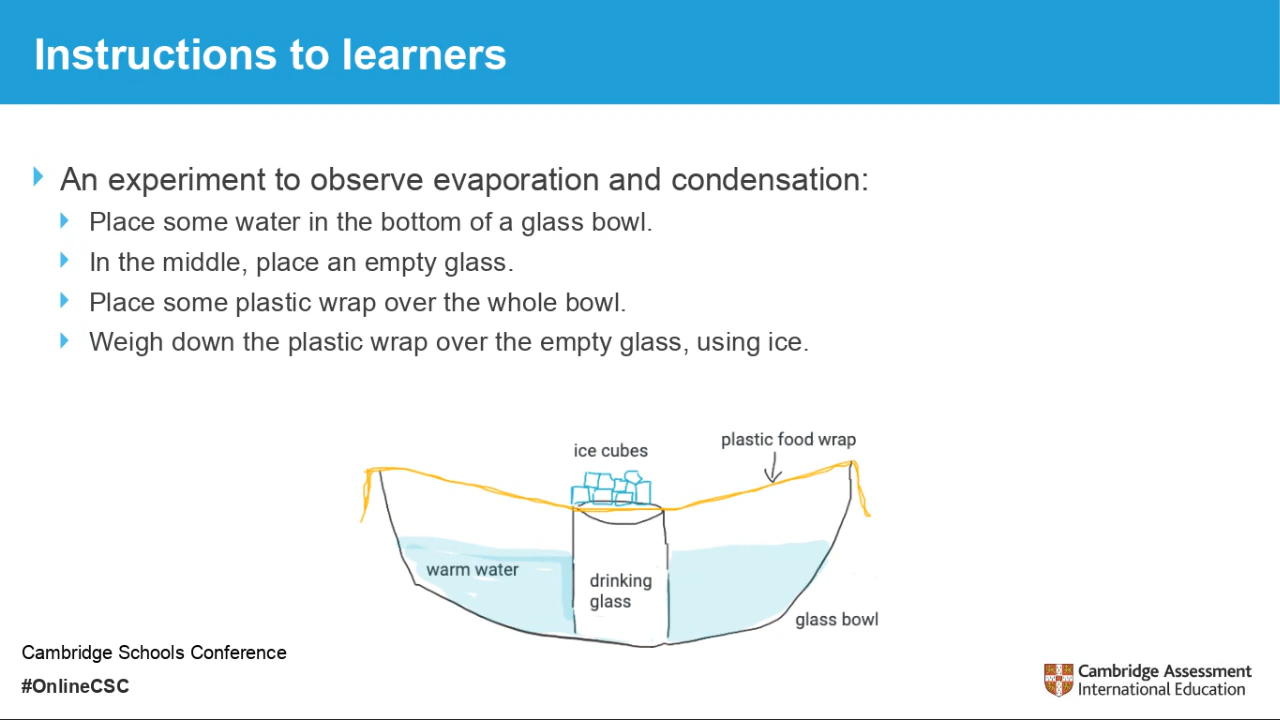 Instructions to learners
An experiment to observe evaporation and condensation:
Place some water in the bottom of a glass bowl.
In the middle, place an empty glass.
Place some plastic wrap over the whole bowl.
Weigh down the plastic wrap over the empty glass, using ice.
plastic food wrap
ice cubes
warm water
drinking
glass
glass bowl
Cambridge Schools Conference
#OnlineCSC
Cambridge Assessment
International Education